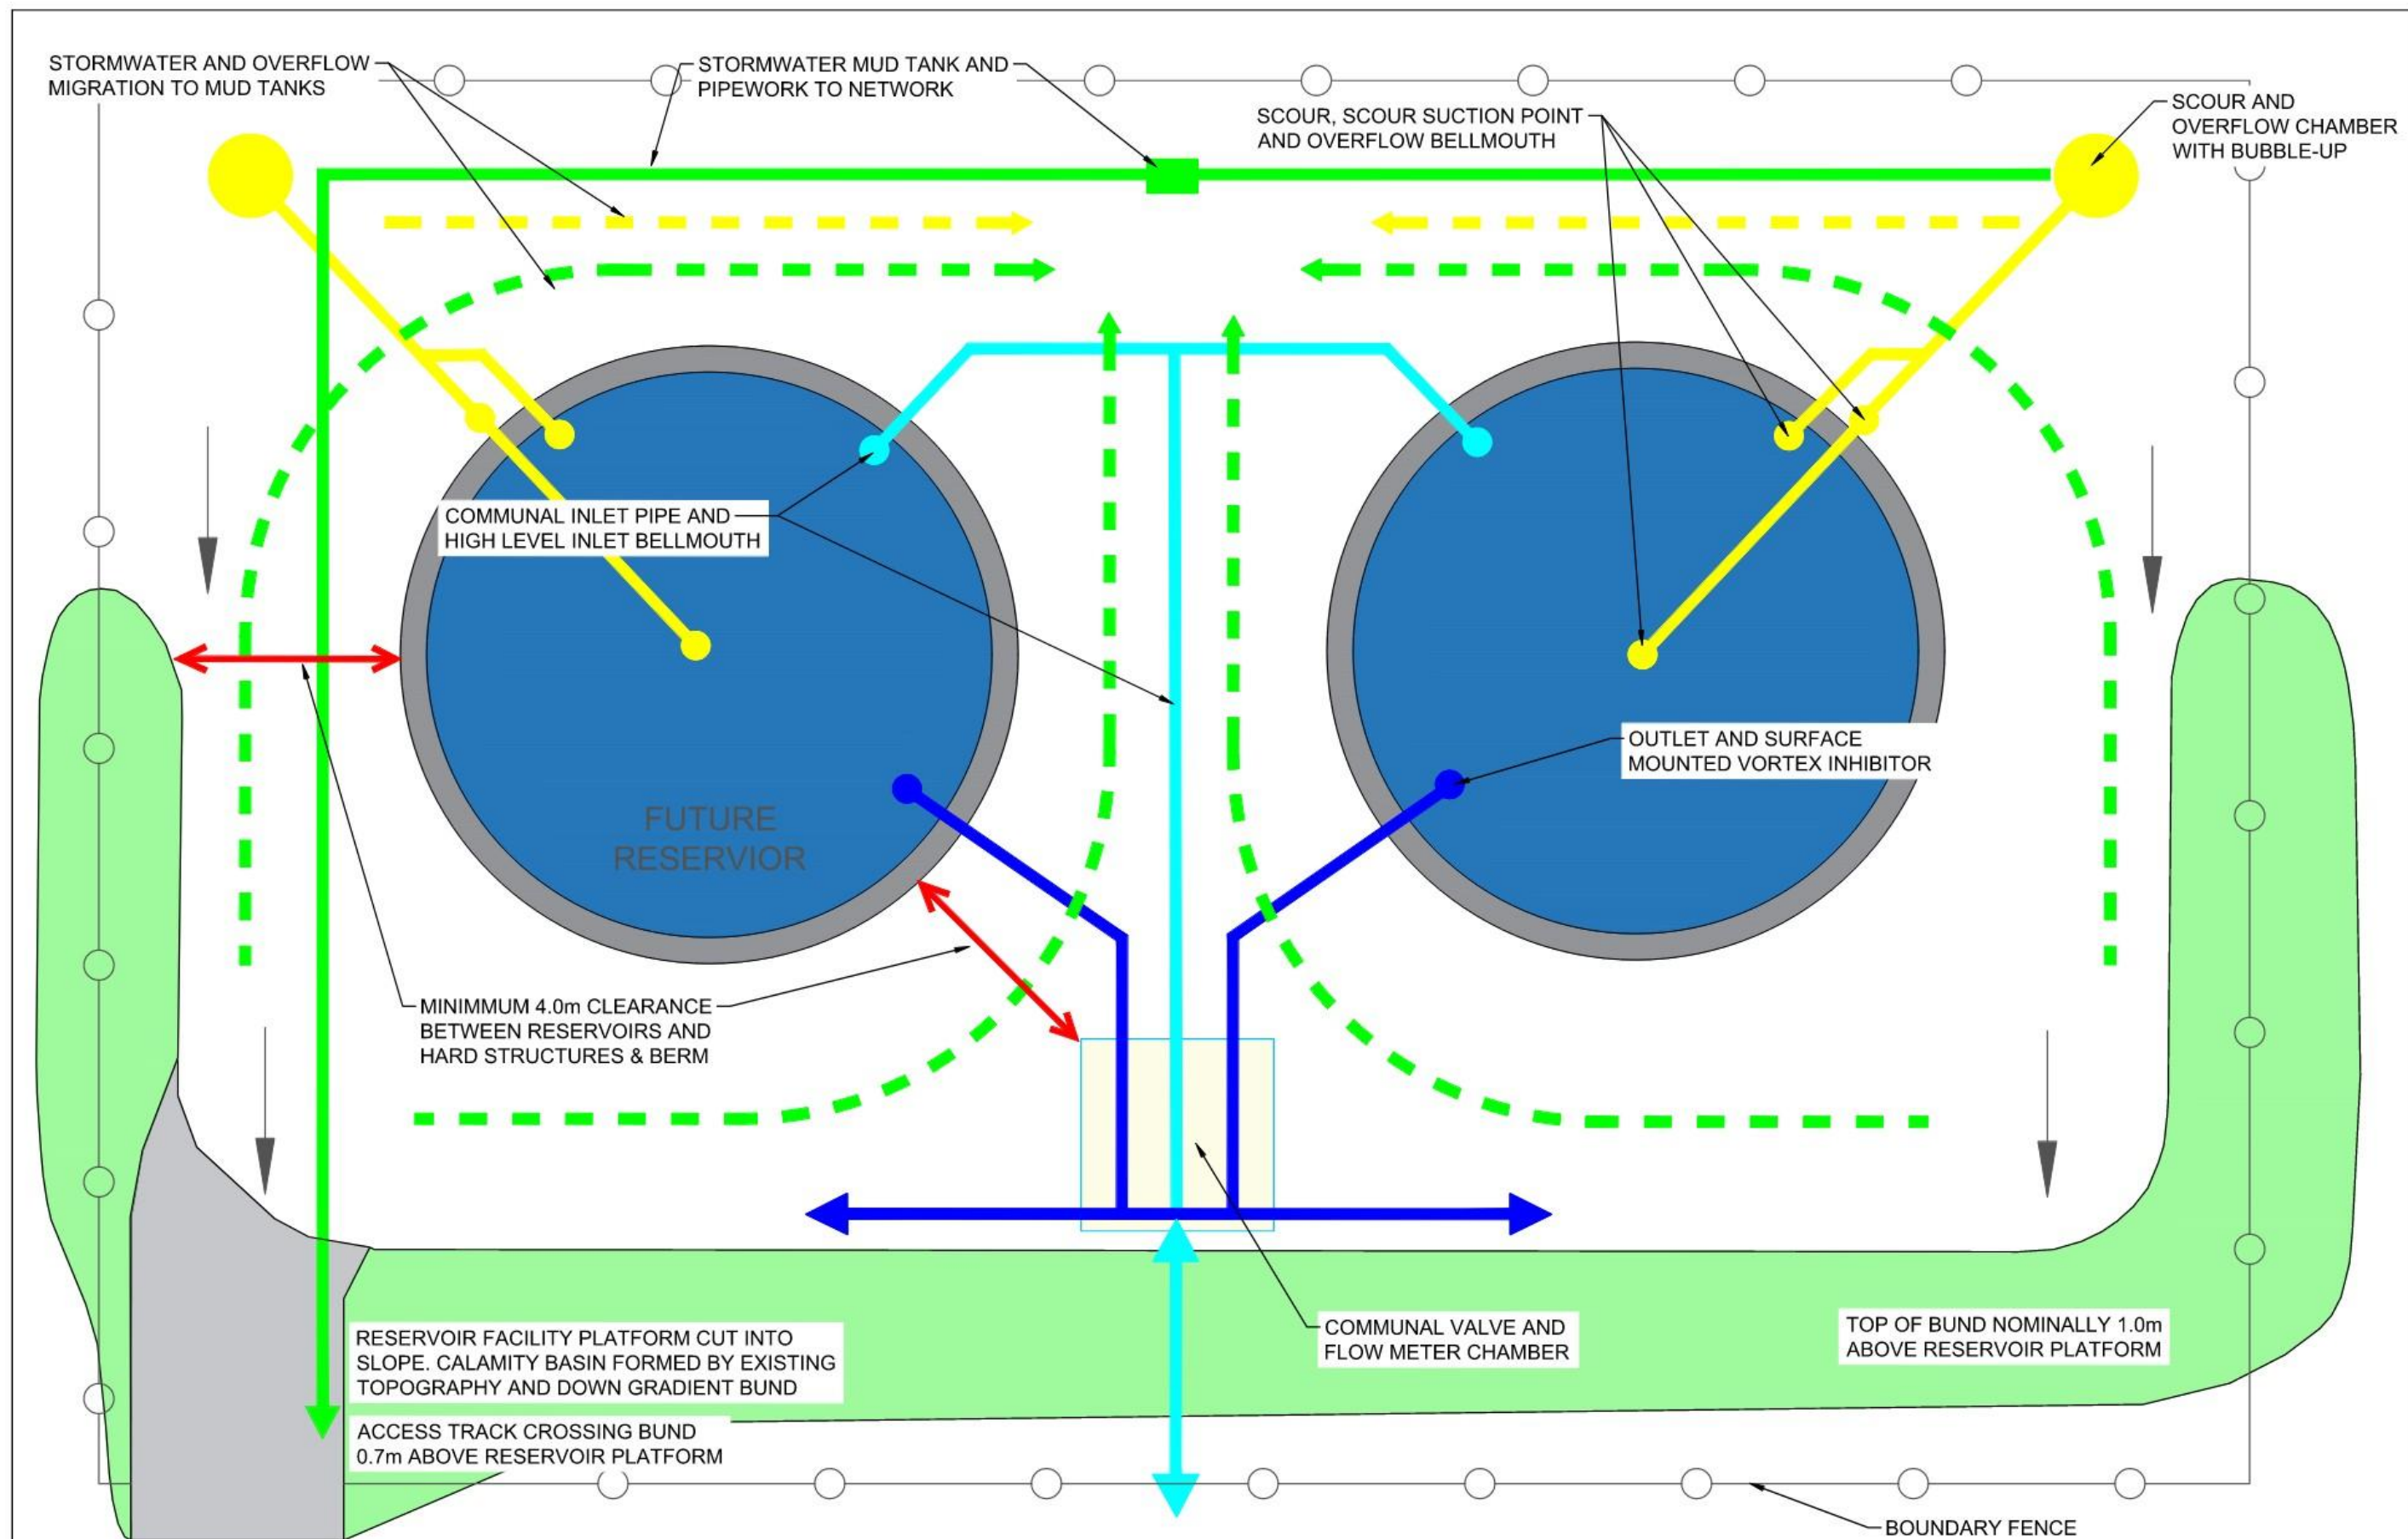 STORMWATER AND OVERFLOW
MIGRATION TO MUD TANKS
STORMWATER MUD TANK AND
PIPEWORK TO NETWORK
SCOUR, SCOUR SUCTION POINT
AND OVERFLOW BELLMOUTH
SCOUR AND
OVERFLOW CHAMBER
WITH BUBBLE-UP
COMMUNAL INLET PIPE AND
HIGH LEVEL INLET BELLMOUTH
OUTLET AND SURFACE
MOUNTED VORTEX INHIBITOR
FUTURE
RESERVIOR
MINIMMUM 4.0m CLEARANCE
BETWEEN RESERVOIRS AND
HARD STRUCTURES & BERM
RESERVOIR FACILITY PLATFORM CUT INTO
SLOPE. CALAMITY BASIN FORMED BY EXISTING
TOPOGRAPHY AND DOWN GRADIENT BUND
ACCESS TRACK CROSSING BUND
0.7m ABOVE RESERVOIR PLATFORM
COMMUNAL VALVE AND
FLOW METER CHAMBER
TOP OF BUND NOMINALLY 1.0m
ABOVE RESERVOIR PLATFORM
BOUNDARY FENCE